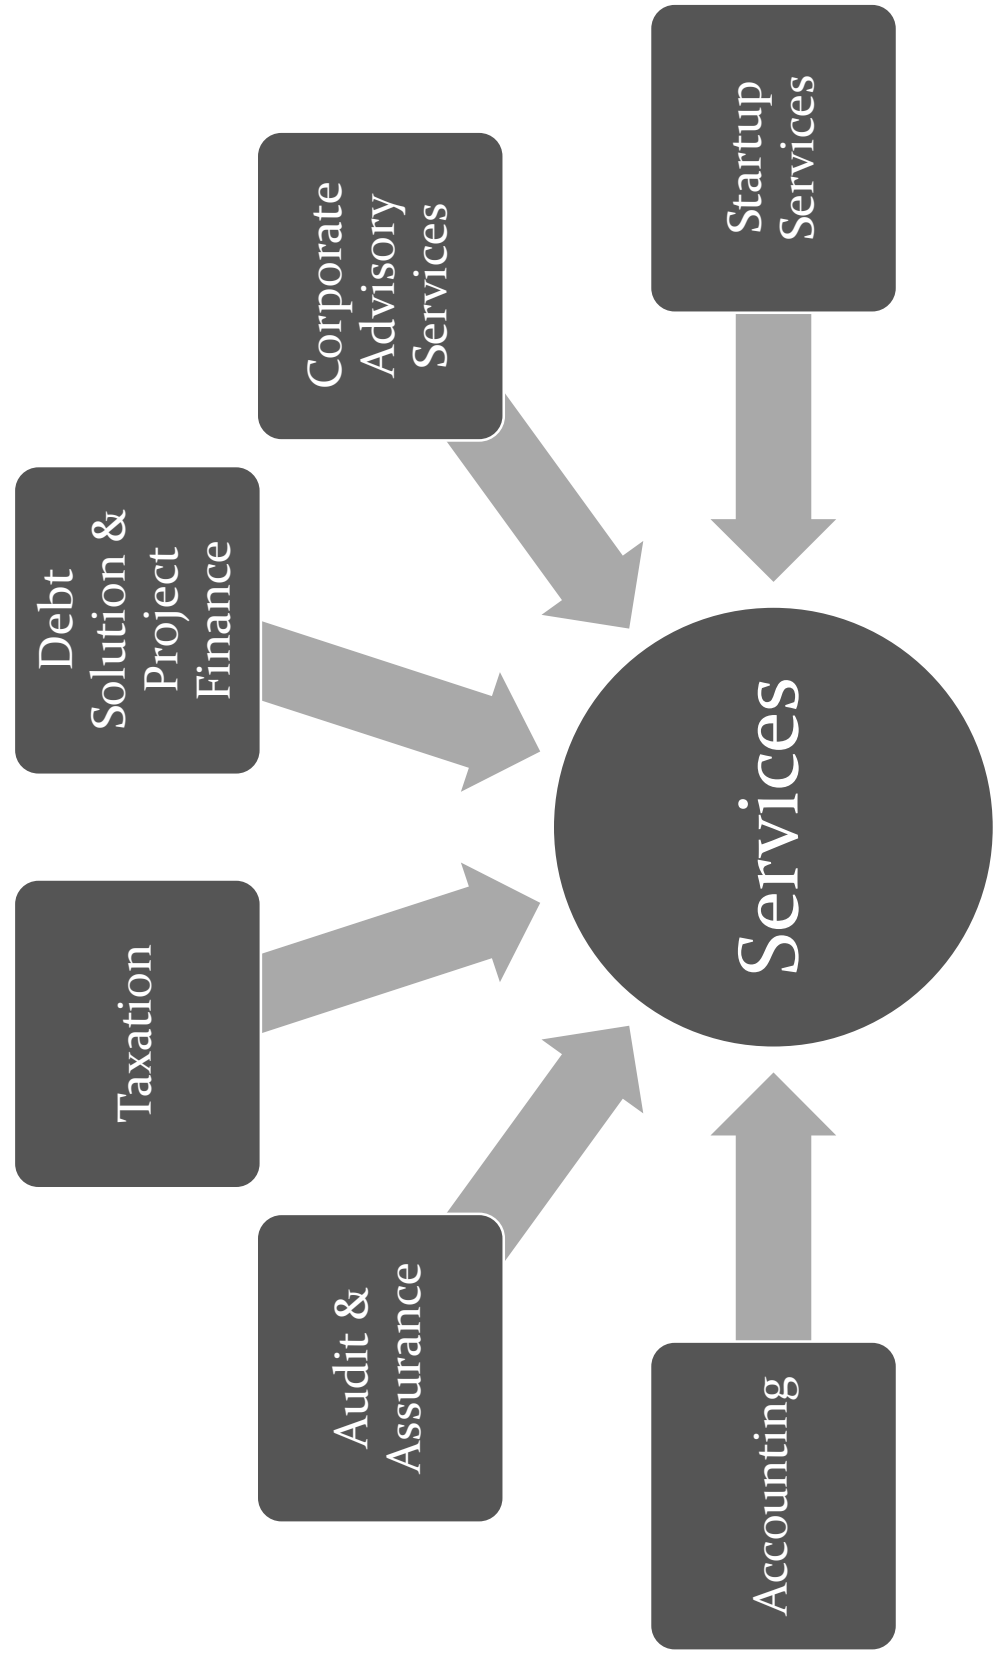 Accounting
Audit &
Assurance
Taxation
Debt
Solution &
Project
Finance
Corporate
Advisory
Services
Startup
Services
Services